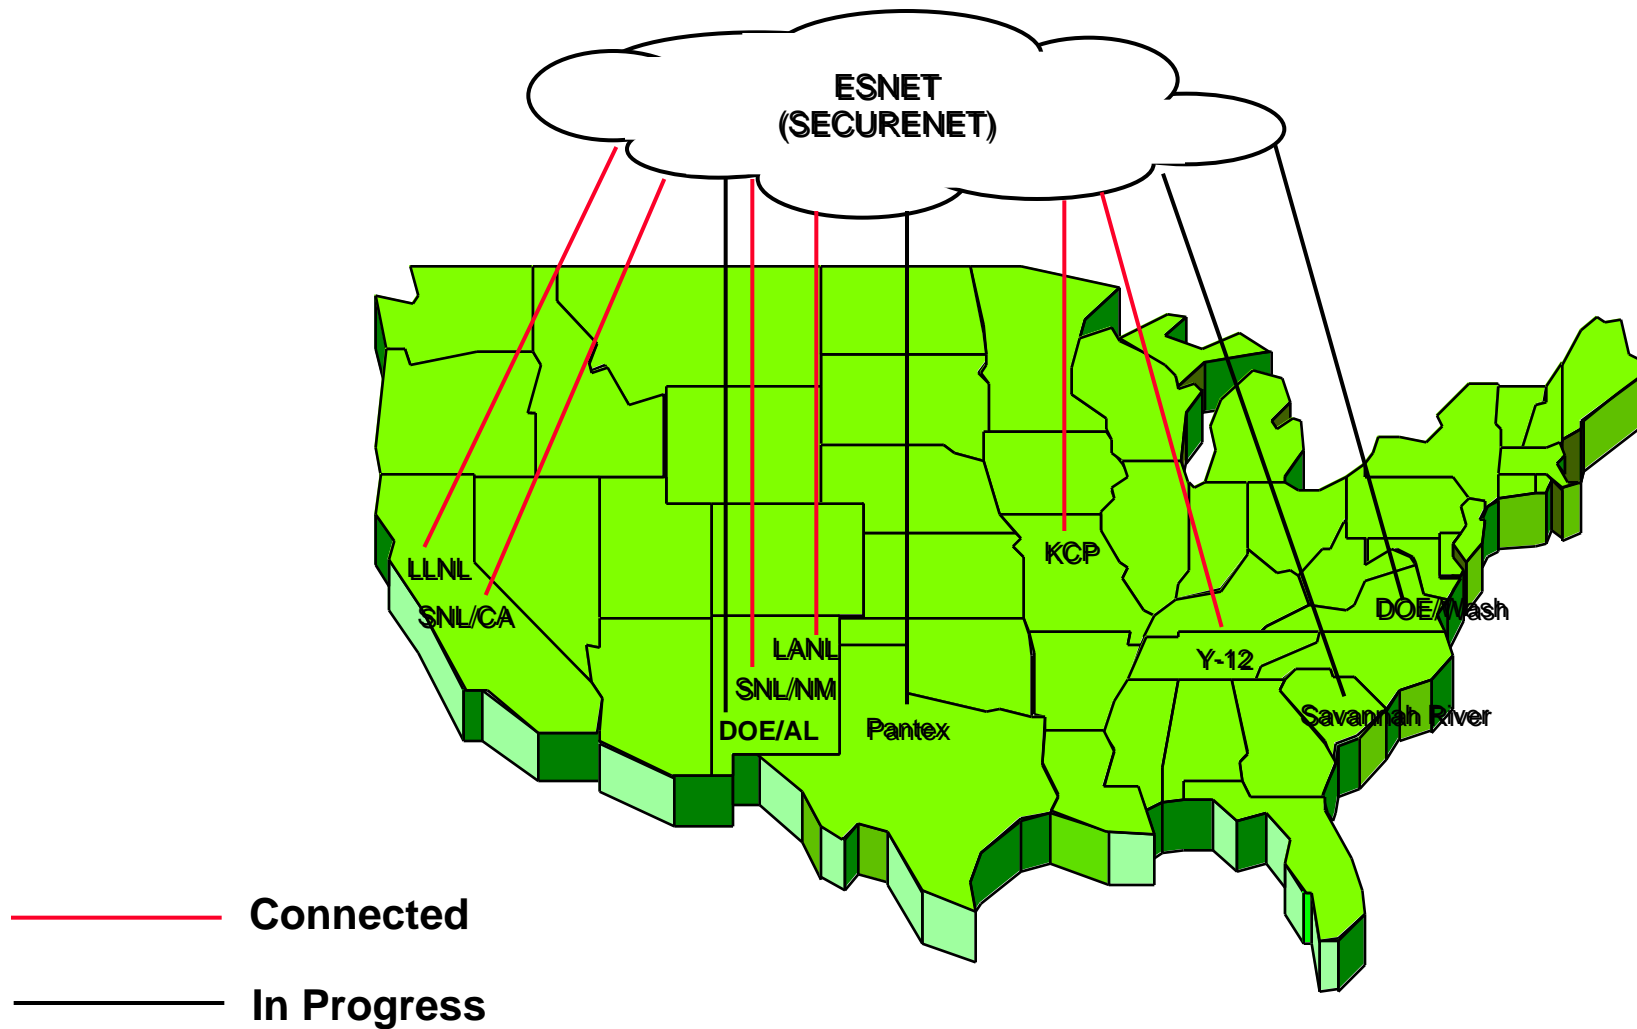 ESNET
(SECURENET)
LLNL
SNL/CA
KCP
DOE/Wash
LANL
SNL/NM
DOE/AL
Y-12
Pantex
Savannah River
Connected
In Progress